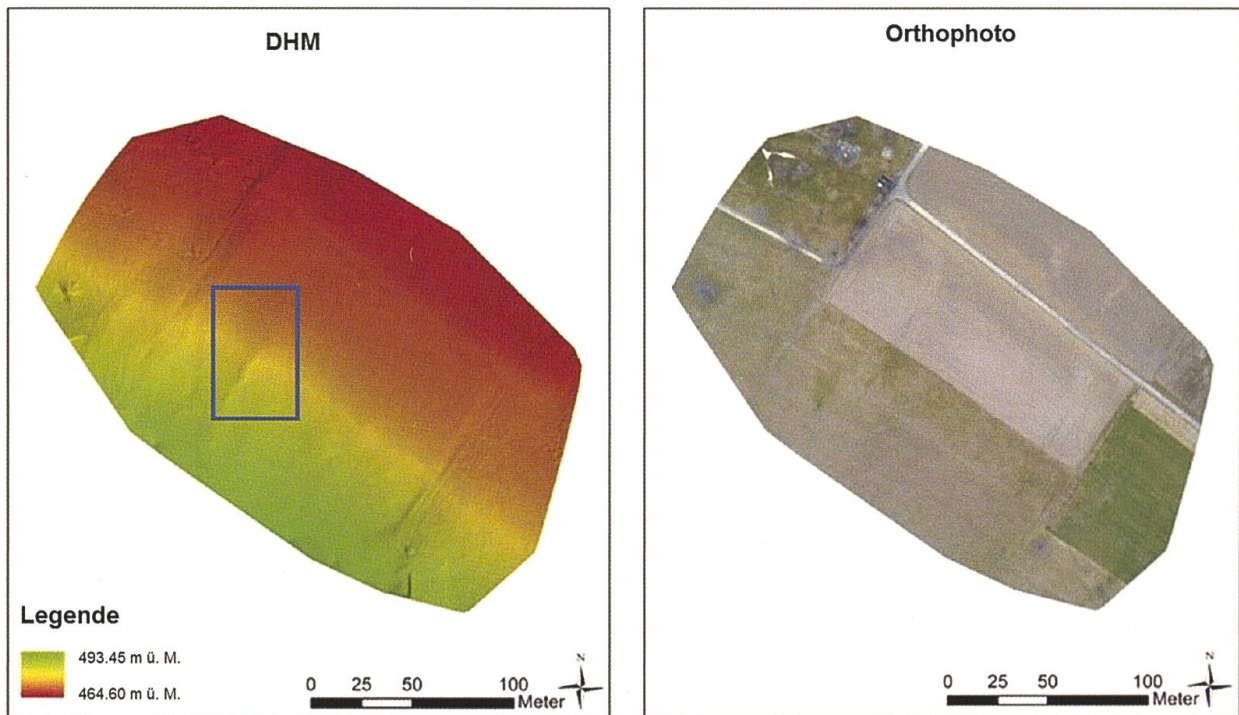 DHM
Legende
493.45 m ü. M.
464.60 m ü. M.
0 25 50 100
Meter
N
Orthophoto
0 25 50 100
Meter
N